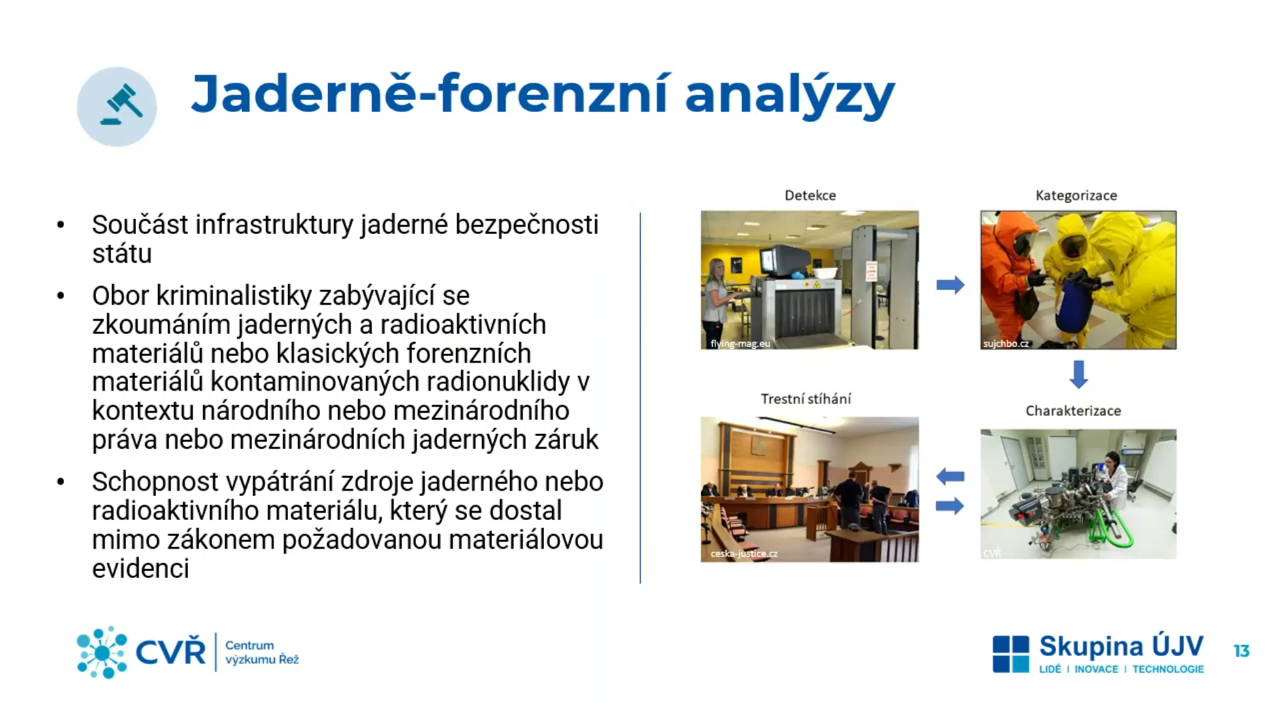 Jaderně-forenzní analýzy
• Součást infrastruktury jaderné bezpečnosti
státu
• Obor kriminalistiky zabývající se
zkoumáním jaderných a radioaktivních
materiálů nebo klasických forenzních
materiálů kontaminovaných radionuklidy v
kontextu národního nebo mezinárodního
práva nebo mezinárodních jaderných záruk
• Schopnost vypátrání zdroje jaderného nebo
radioaktivního materiálu, který se dostal
mimo zákonem požadovanou materiálovou
evidenci
Detekce
flying-mag.eu
Kategorizace
sujchbo.cz
Trestní stíhání
ceska-justice.cz
Charakterizace
CVŘ
CVŘ
Centrum
výzkumu Řež
Skupina ÚJV
LIDÉ | INOVACE | TECHNOLOGIE
13